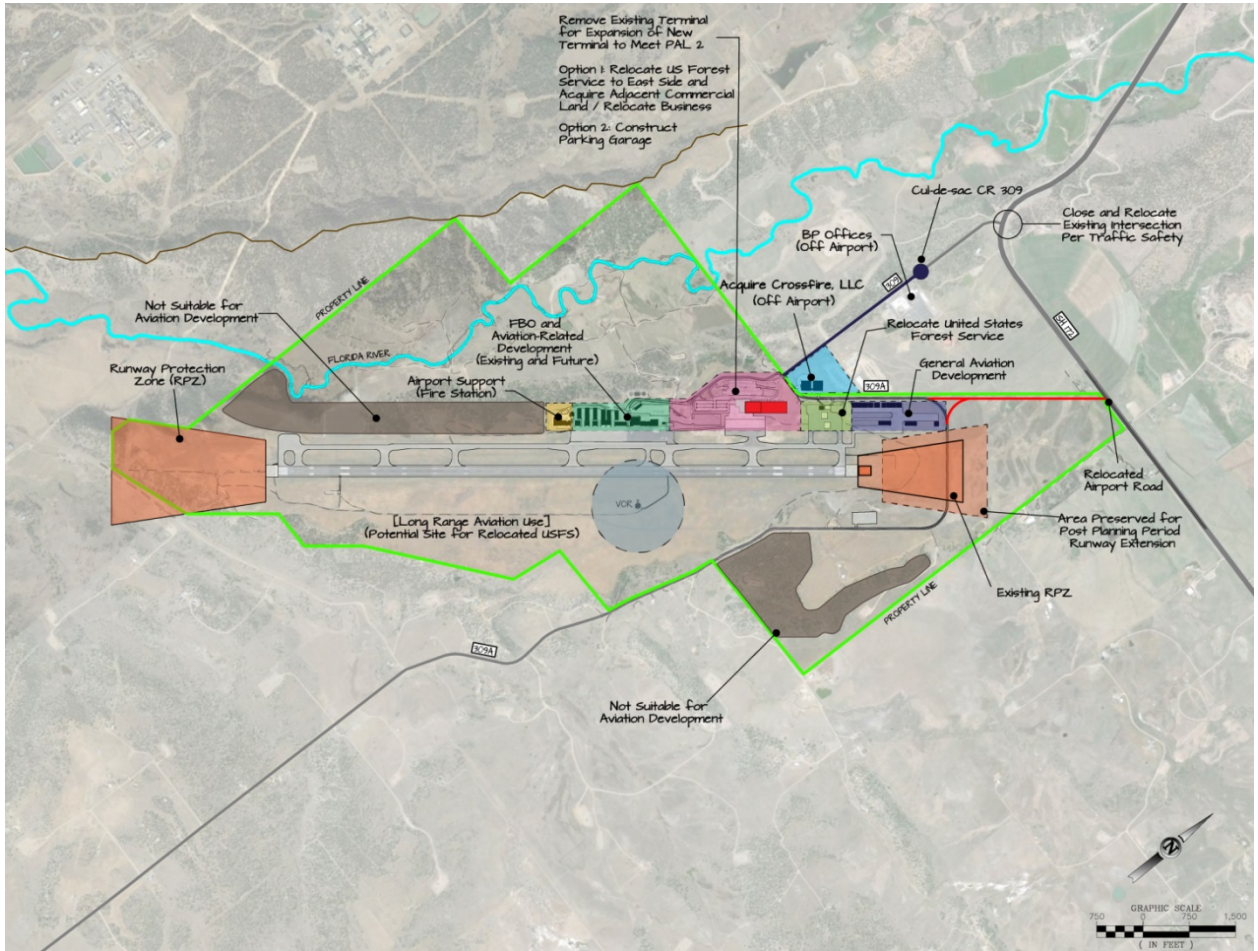 Remove Existing Terminal
for Expansion of New
Terminal to Meet PAL 2
Option 1: Relocate US Forest
Service to East Side and
Acquire Adjacent Commercial
Land / Relocate Business
Option 2: Construct
Parking Garage
Cul-de-sac CR 309
Close and Relocate
Existing Intersection
Per Traffic Safety
BP Offices
(Off Airport)
309
Acquire Crossfire, LLC
(Off Airport)
SH 172
PROPERTY LINE
Not Suitable for
Aviation Development
FLORIDA RIVER
FBO and
Aviation-Related
Development
(Existing and Future)
Relocate United States
Forest Service
Runway Protection
Zone (RPZ)
Airport Support
(Fire Station)
309A
General Aviation
Development
Relocated
Airport Road
VOR
[Long Range Aviation Use]
(Potential Site for Relocated USFS)
Area Preserved for
Post Planning Period
Runway Extension
Existing RPZ
PROPERTY LINE
309A
Not Suitable for
Aviation Development
N
GRAPHIC SCALE
750 0 750 1,500
( IN FEET )